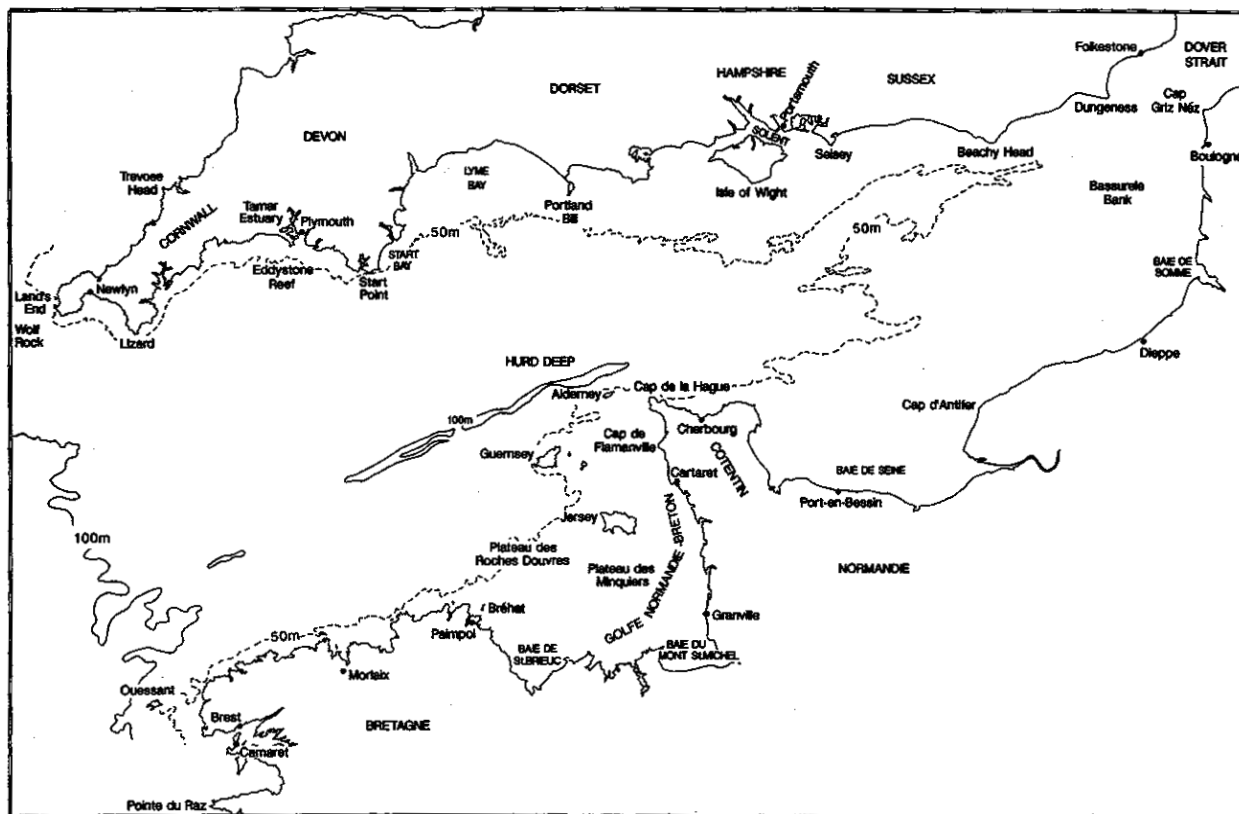 Folkestone
DOVER
STRAIT
HAMPSHIRE
SUSSEX
Portsmouth
DORSET
Cap
Griz Néz
Dungeness
DEVON
SOLENT
Selsey
Beachy Head
Boulogne
LYME
BAY
Trevose
Head
Isle of Wight
Bassurele
Bank
Portland
Bill
Tamar
Estuary
Plymouth
CORNWALL
50m
50m
START
BAY
BAIE DE
SOMME
Eddystone
Reef
Start
Point
Newlyn
Land's
End
Wolf
Rock
Lizard
Dieppe
HURD DEEP
Cap de la Hague
Alderney
Cap d'Antifer
100m
Cherbourg
Cap de
Flamanville
COTENTIN
Guernsey
Cartaret
BAIE DE SEINE
Port-en-Bessin
Jersey
100m
Plateau des
Roches Douvres
Plateau des
Minquiers
GOLFE NORMANDIE-BRETON
NORMANDIE
Bréhat
Granville
50m
Paimpol
BAIE DE
St.BRIEUC
BAIE DU
MONT St.MICHEL
Morlaix
Ouessant
Brest
BRETAGNE
Camaret
Pointe du Raz